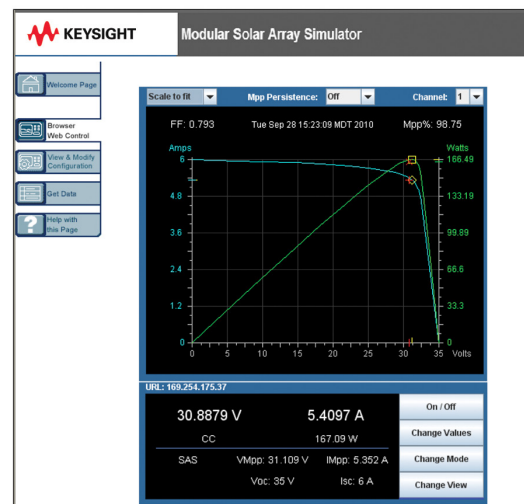 KEYSIGHT
Modular Solar Array Simulator
Welcome Page
Browser
Web Control
View & Modify
Configuration
Get Data
Help with
this Page
Scale to fit
Mpp Persistence: Off
Channel: 1
FF: 0.793
Tue Sep 28 15:23:09 MDT 2010
Mpp%: 98.75
Amps
Watts
6
166.49
4.8
133.19
3.6
99.89
2.4
66.6
1.2
33.3
0
0
0 5 10 15 20 25 30 35 Volts
URL: 169.254.175.37
30.8879 V
5.4097 A
CC
167.09 W
SAS
VMpp: 31.109 V
IMpp: 5.352 A
Voc: 35 V
Isc: 6 A
On / Off
Change Values
Change Mode
Change View